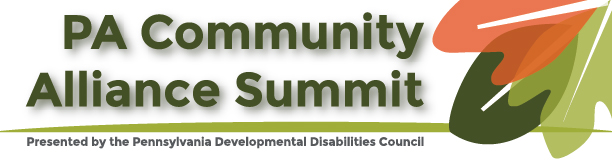 PA Community
Alliance Summit
Presented by the Pennsylvania Developmental Disabilities Council